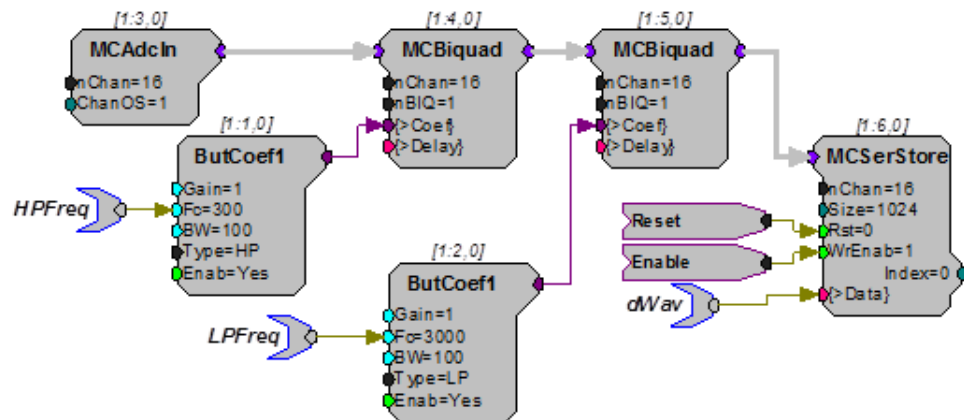 [1:3,0]
MCAdcIn
nChan=16
ChanOS=1
[1:4,0]
MCBiquad
nChan=16
nBIQ=1
{>Coef}
{>Delay}
[1:5,0]
MCBiquad
nChan=16
nBIQ=1
{>Coef}
{>Delay}
[1:1,0]
ButCoef1
Gain=1
Fc=300
BW=100
Type=HP
Enab=Yes
HPFreq
[1:2,0]
ButCoef1
Gain=1
Fc=3000
BW=100
Type=LP
Enab=Yes
LPFreq
[1:6,0]
MCSerStore
nChan=16
Size=1024
Rst=0
WrEnab=1
Index=0
{>Data}
Reset
Enable
dWav